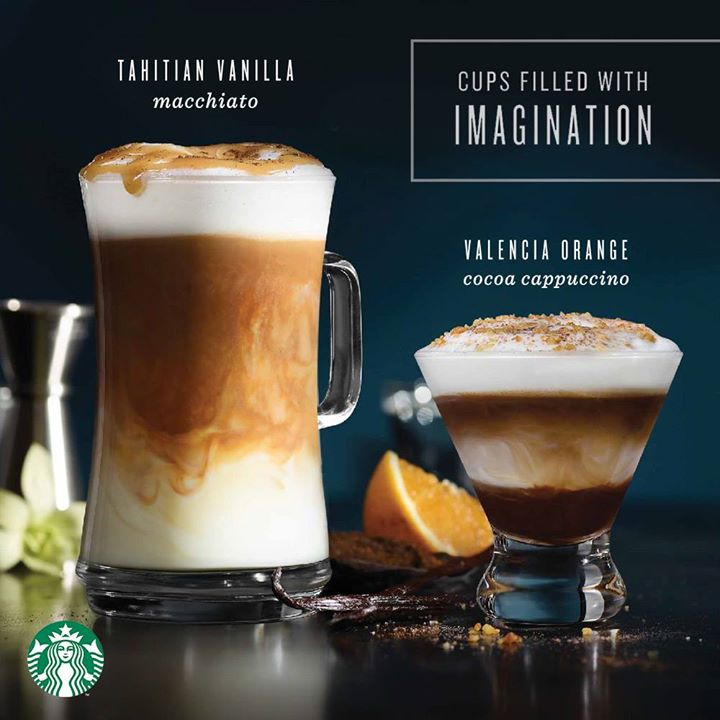 TAHITIAN VANILLA
macchiato
CUPS FILLED WITH
IMAGINATION
VALENCIA ORANGE
cocoa cappuccino